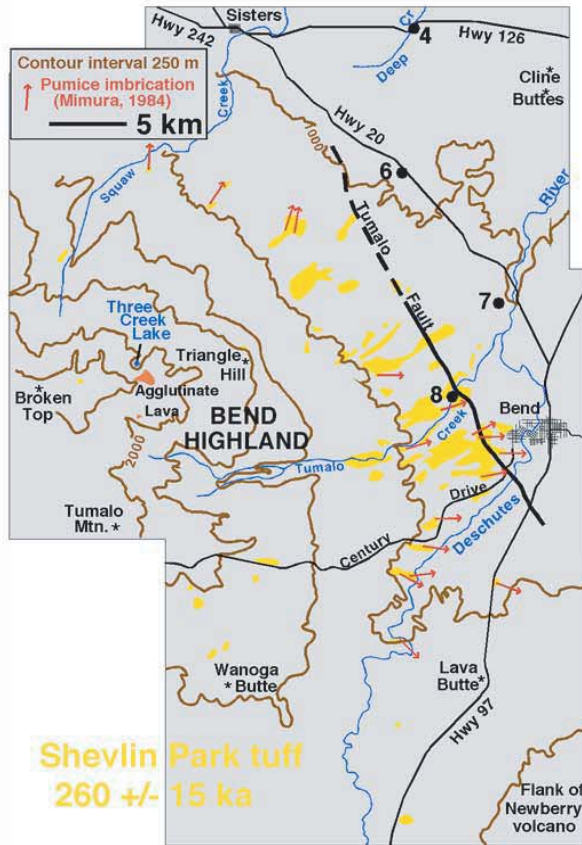 Sisters
Hwy 242
Hwy 126
4
Deep
Cr
Contour interval 250 m
Pumice imbrication
(Mimura, 1984)
5 km
Cline
Buttes
Hwy 20
Squaw
Creek
1000
6
River
Tumalo
Fault
7
Three
Creek
Lake
Triangle
Hill
Agglutinate
Lava
Broken
Top
BEND
HIGHLAND
8
Bend
2000
Tumalo
Creek
Tumalo
Mtn.
Century
Drive
Deschutes
Wanoga
Butte
Lava
Butte
Hwy 97
Shevlin Park tuff
260 +/- 15 ka
Flank of
Newberry
volcano